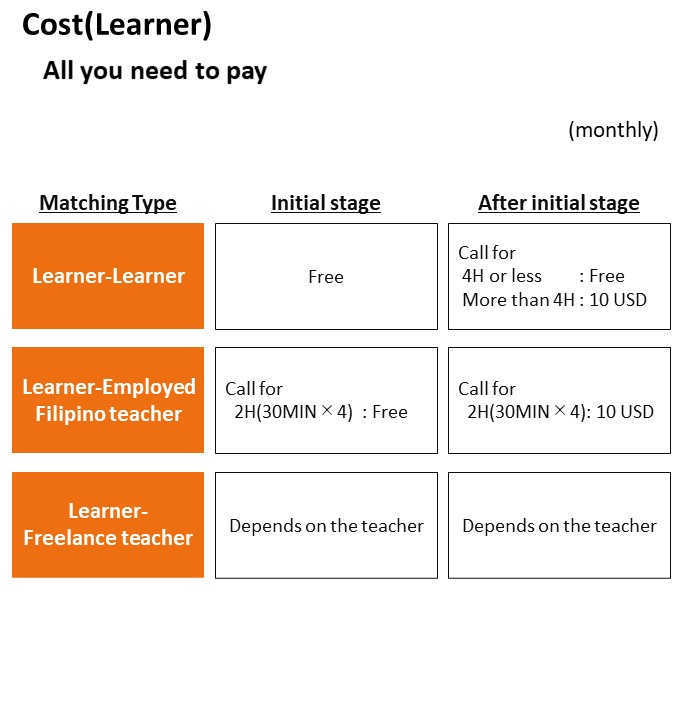 Cost(Learner)
All you need to pay
(monthly)
Matching Type
Initial stage
After initial stage
Learner-Learner
Free
Call for
4H or less : Free
More than 4H : 10 USD
Learner-Employed
Filipino teacher
Call for
2H(30MIN × 4) : Free
Call for
2H(30MIN × 4): 10 USD
Learner-
Freelance teacher
Depends on the teacher
Depends on the teacher